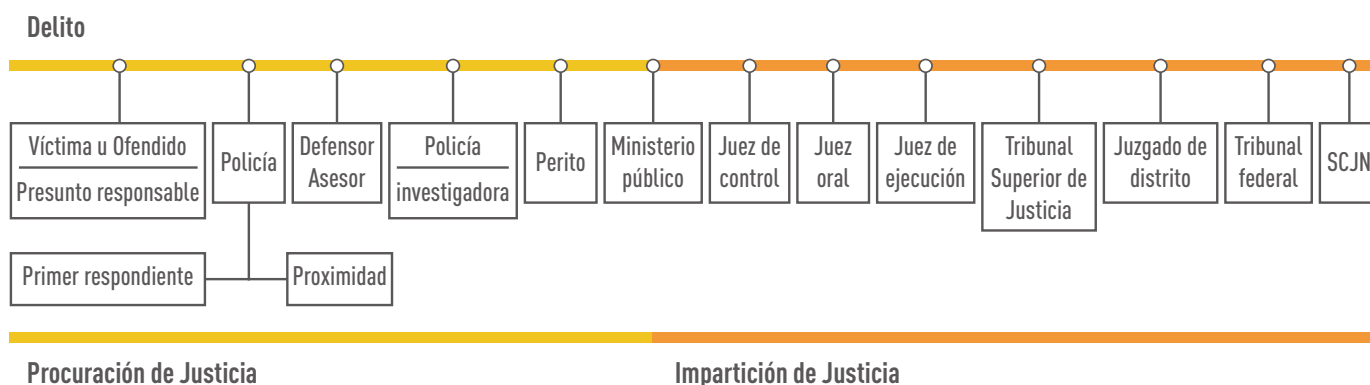 Delito
Víctima u Ofendido
Presunto responsable
Policía
Defensor
Asesor
Policía
investigadora
Perito
Ministerio
público
Juez de
control
Juez
oral
Juez de
ejecución
Tribunal
Superior de
Justicia
Juzgado de
distrito
Tribunal
federal
SCJN
Primer respondiente
Proximidad
Procuración de Justicia
Impartición de Justicia